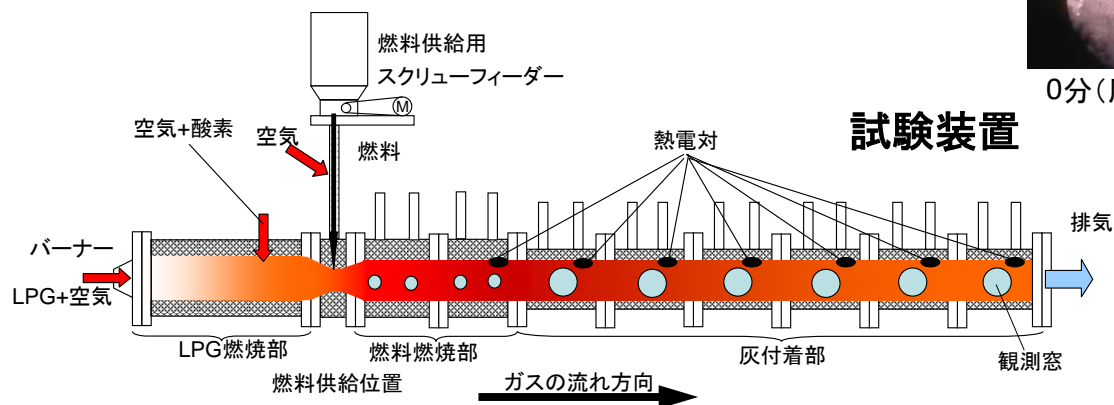 燃料供給用
スクリューフィーダー
M
0分(
試験装置
空気+酸素
空気
燃料
熱電対
排気
バーナー
LPG+空気
LPG燃焼部
燃料燃焼部
灰付着部
観測窓
燃料供給位置
ガスの流れ方向